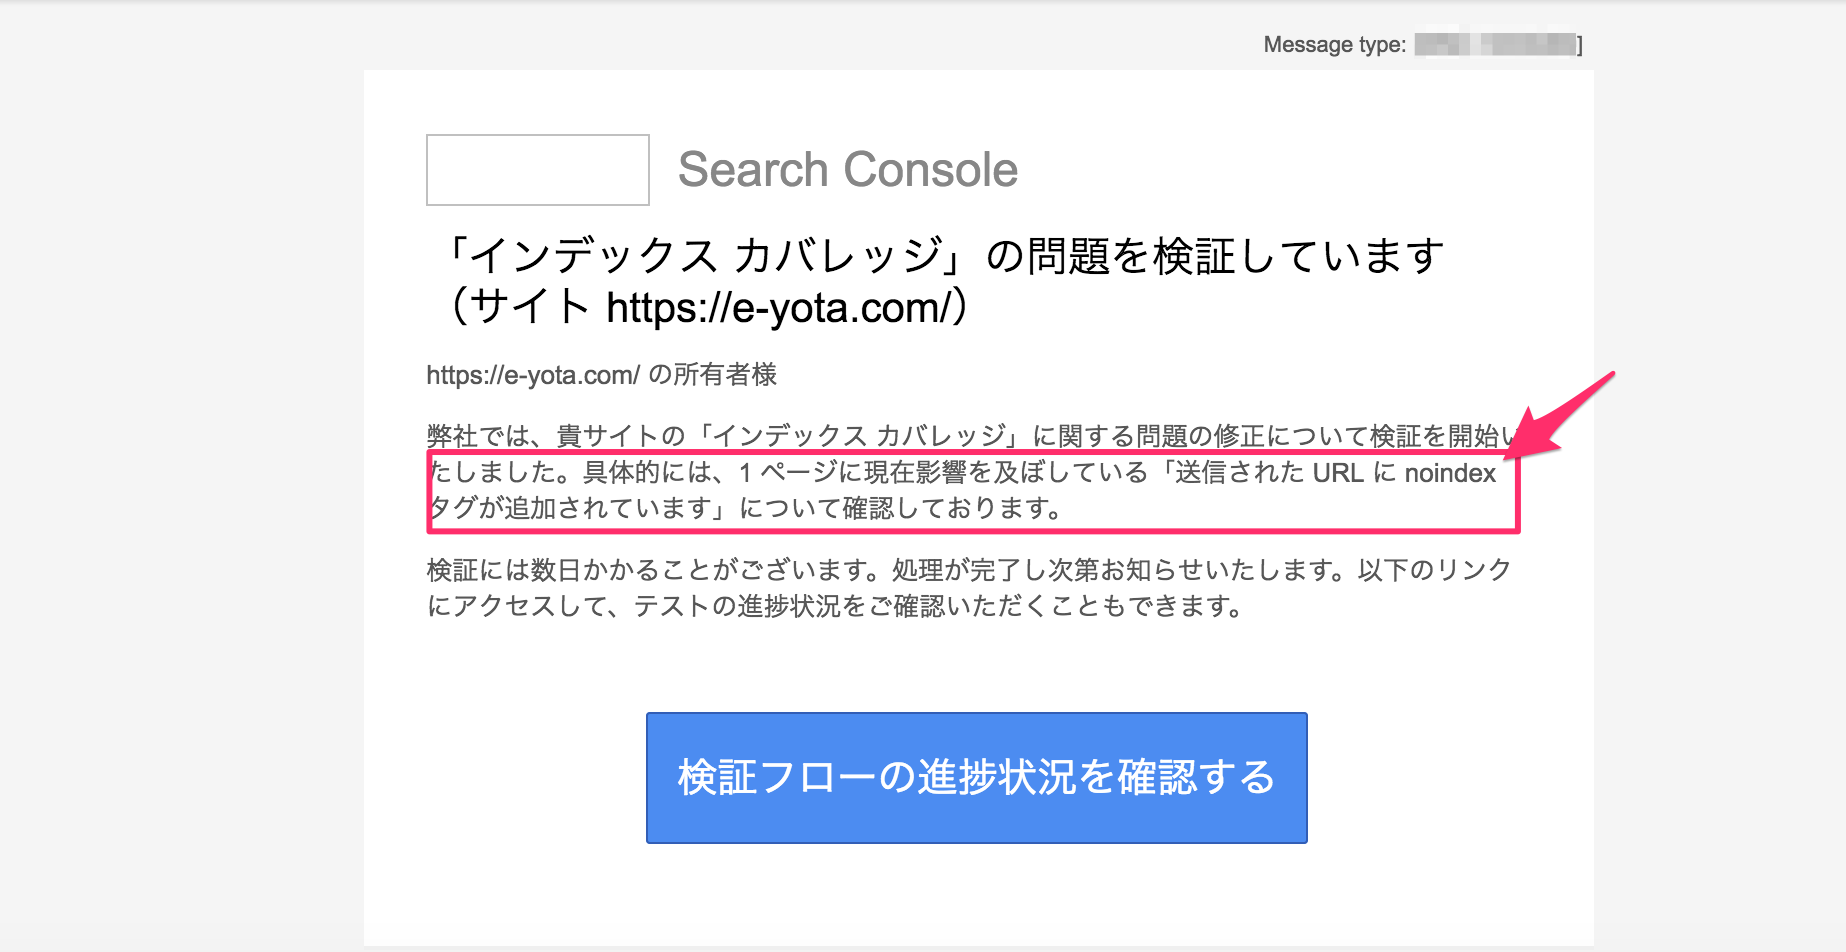 Message type: ]
Search Console
「インデックス カバレッジ」の問題を検証しています
（サイト https://e-yota.com/）
https://e-yota.com/ の所有者様
弊社では、貴サイトの「インデックス カバレッジ」に関する問題の修正について検証を開始い
たしました。具体的には、1 ページに現在影響を及ぼしている「送信された URL に noindex
タグが追加されています」について確認しております。
検証には数日かかることがございます。処理が完了し次第お知らせいたします。以下のリンク
にアクセスして、テストの進捗状況をご確認いただくこともできます。
検証フローの進捗状況を確認する